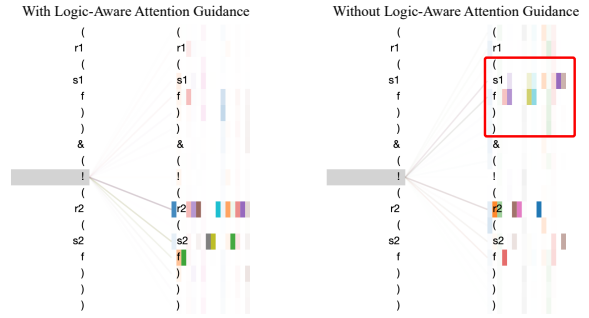 With Logic-Aware Attention Guidance
( (
r1 r1
( (
s1 s1
f f
) )
) )
& &
( (
! !
( (
r2 r2
( (
s2 s2
f f
) )
) )
) )
Without Logic-Aware Attention Guidance
( (
r1 r1
( (
s1 s1
f f
) )
) )
& &
( (
! !
( (
r2 r2
( (
s2 s2
f f
) )
) )
) )